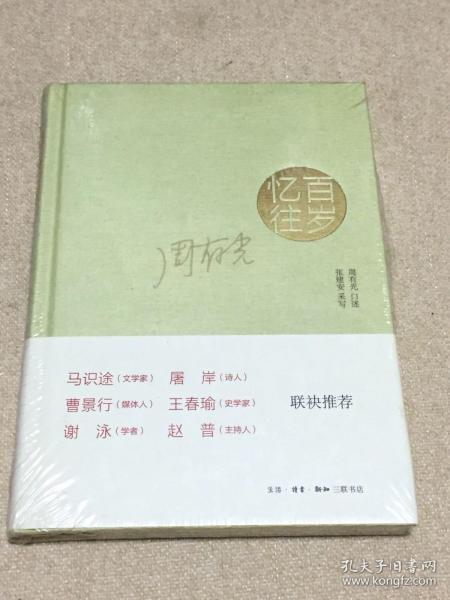 百岁
忆往
周有光
周有光 口述
张建安 采写
马识途（文学家） 屠 岸（诗人）
曹景行（媒体人） 王春瑜（史学家）
谢 泳（学者） 赵 普（主持人）
联袂推荐
生活·读书·新知 三联书店
孔夫子旧书网
www.kongfz.com